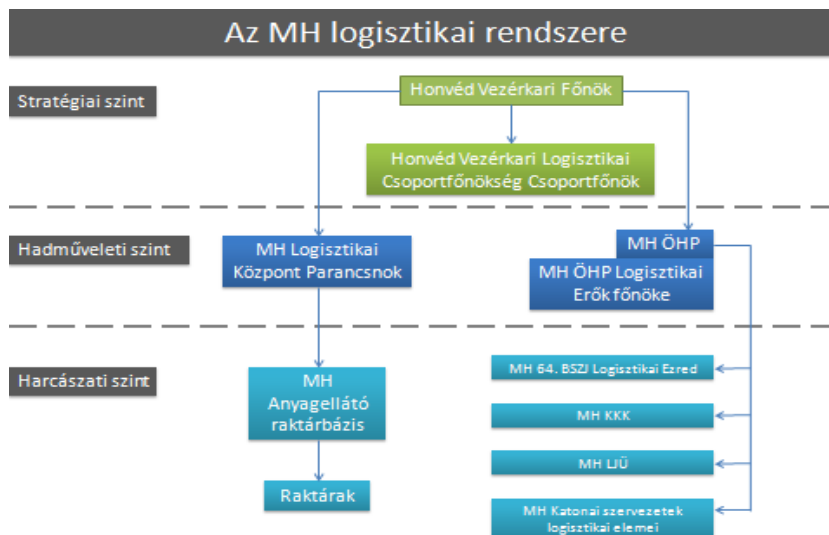 Az MH logisztikai rendszere
Stratégiai szint
Honvéd Vezérkari Főnök
Honvéd Vezérkari Logisztikai
Csoportfőnökség Csoportfőnök
Hadműveleti szint
MH Logisztikai
Központ Parancsnok
MH ÖHP
MH ÖHP Logisztikai
Erők főnöke
Harcászati szint
MH
Anyagellátó
raktárbázis
Raktárak
MH 64. BSZJ Logisztikai Ezred
MH KKK
MH LJÜ
MH Katonai szervezetek
logisztikai elemei